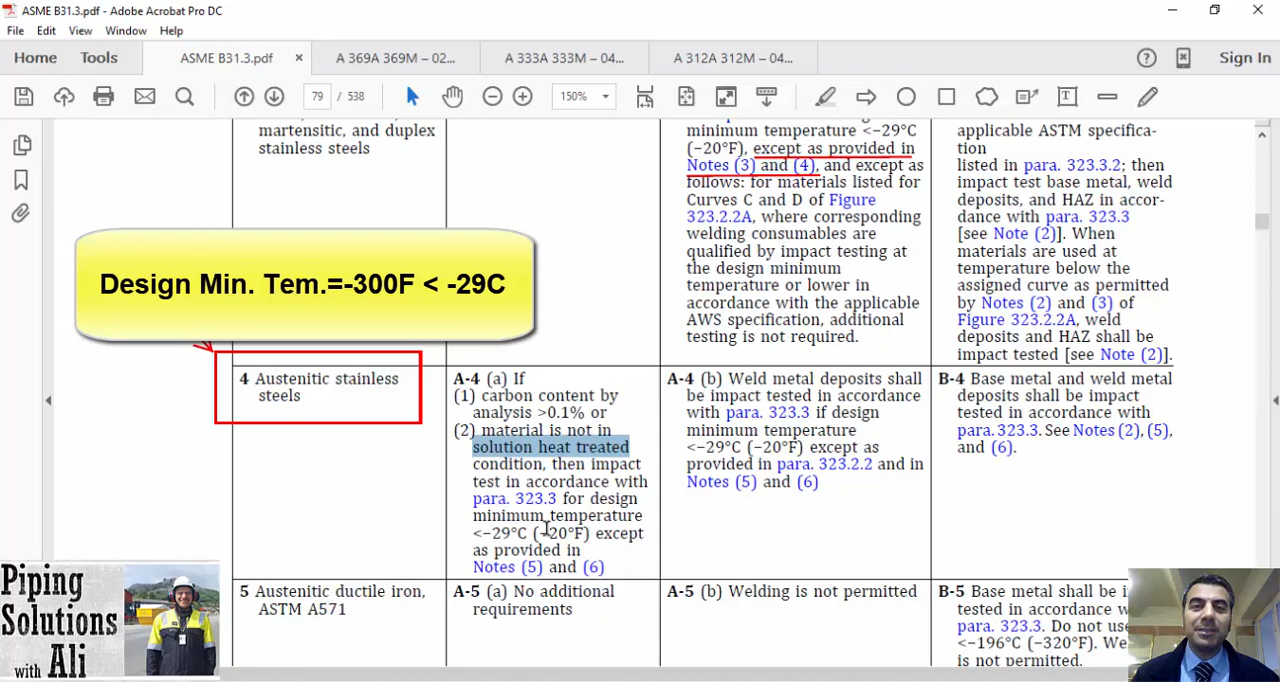 ASME B31.3.pdf - Adobe Acrobat Pro DC
File Edit View Window Help
Home Tools ASME B31.3.pdf × A 369A 369M – 02... A 333A 333M – 04... A 312A 312M – 04... Sign In
79 / 538 150%
martensitic, and duplex
stainless steels
minimum temperature <−29°C
(−20°F), except as provided in
Notes (3) and (4), and except as
follows: for materials listed for
Curves C and D of Figure
323.2.2A, where corresponding
welding consumables are
qualified by impact testing at
the design minimum
temperature or lower in
accordance with the applicable
AWS specification, additional
testing is not required.
applicable ASTM specifica-
tion
listed in para. 323.3.2; then
impact test base metal, weld
deposits, and HAZ in accor-
dance with para. 323.3
[see Note (2)]. When
materials are used at
temperature below the
assigned curve as permitted
by Notes (2) and (3) of
Figure 323.2.2A, weld
deposits and HAZ shall be
impact tested [see Note (2)].
Design Min. Tem.=-300F < -29C
4 Austenitic stainless
steels
A-4 (a) If
(1) carbon content by
analysis >0.1% or
(2) material is not in
solution heat treated
condition, then impact
test in accordance with
para. 323.3 for design
minimum temperature
<−29°C (−20°F) except
as provided in
Notes (5) and (6)
A-4 (b) Weld metal deposits shall
be impact tested in accordance
with para. 323.3 if design
minimum temperature
<−29°C (−20°F) except as
provided in para. 323.2.2 and in
Notes (5) and (6)
B-4 Base metal and weld metal
deposits shall be impact
tested in accordance with
para. 323.3. See Notes (2), (5),
and (6).
5 Austenitic ductile iron,
ASTM A571
A-5 (a) No additional
requirements
A-5 (b) Welding is not permitted
B-5 Base metal shall be
tested in accordance
para. 323.3. Do not use
<−196°C (−320°F).
is not permitted.
Piping
Solutions
with Ali